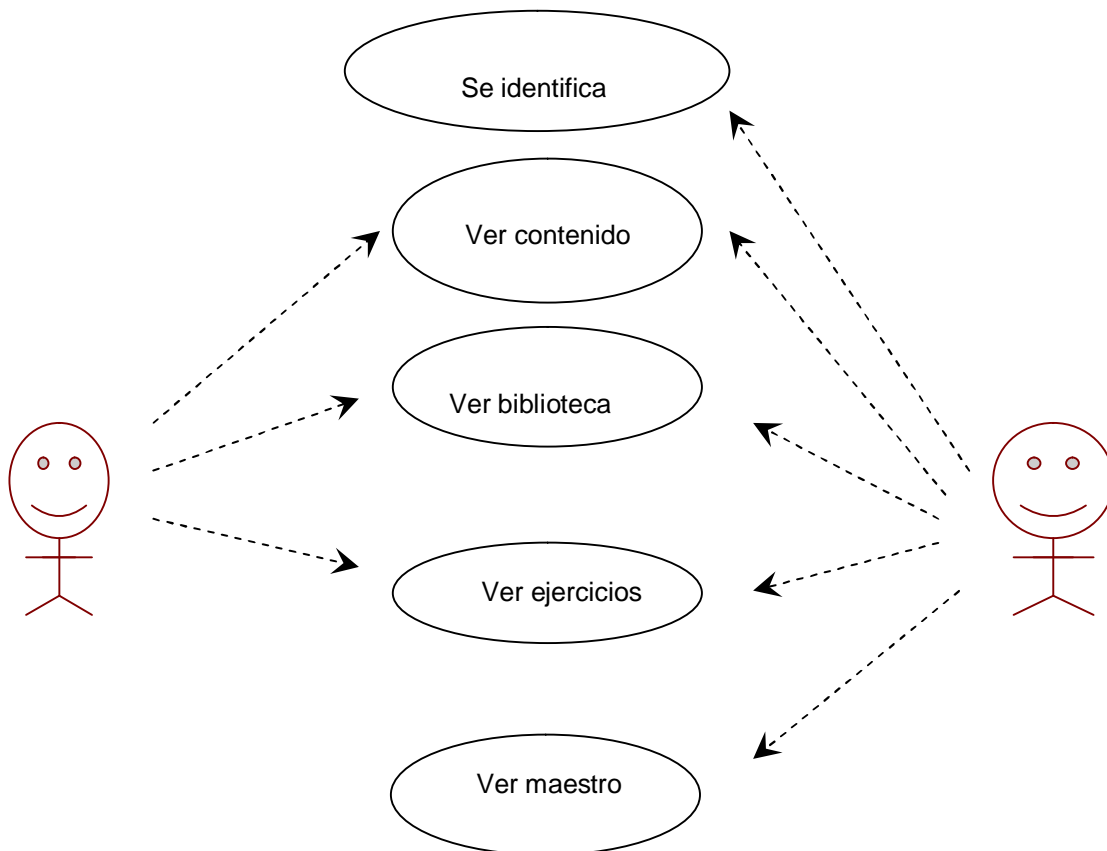 Se identifica
Ver contenido
Ver biblioteca
Ver ejercicios
Ver maestro